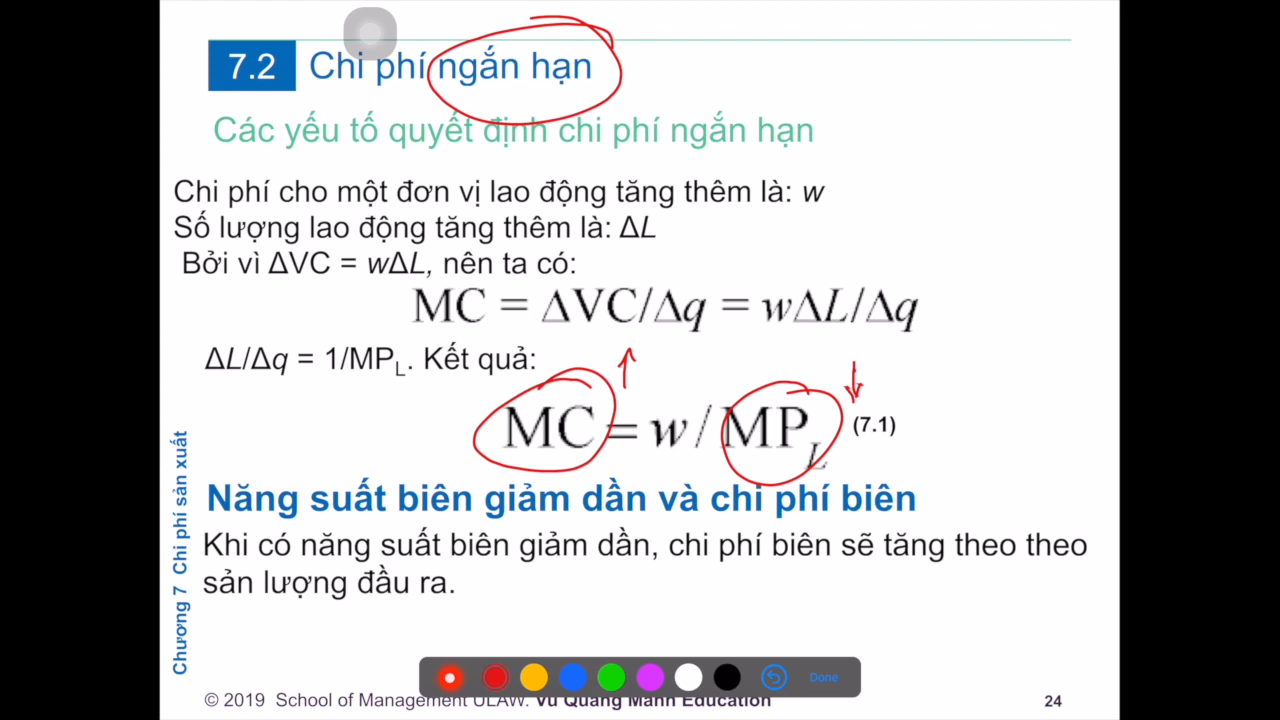 7.2 Chi phí ngắn hạn
Các yếu tố quyết định chi phí ngắn hạn
Chi phí cho một đơn vị lao động tăng thêm là: w
Số lượng lao động tăng thêm là: ΔL
Bởi vì ΔVC = wΔL, nên ta có:
MC = ΔVC/Δq = wΔL/Δq
ΔL/Δq = 1/MP_L. Kết quả:
MC = w / MP_L (7.1)
Năng suất biên giảm dần và chi phí biên
Khi có năng suất biên giảm dần, chi phí biên sẽ tăng theo theo
sản lượng đầu ra.
Chương 7 Chi phí sản xuất
Done
© 2019 School of Management ULAW. Vu Quang Manh Education
24